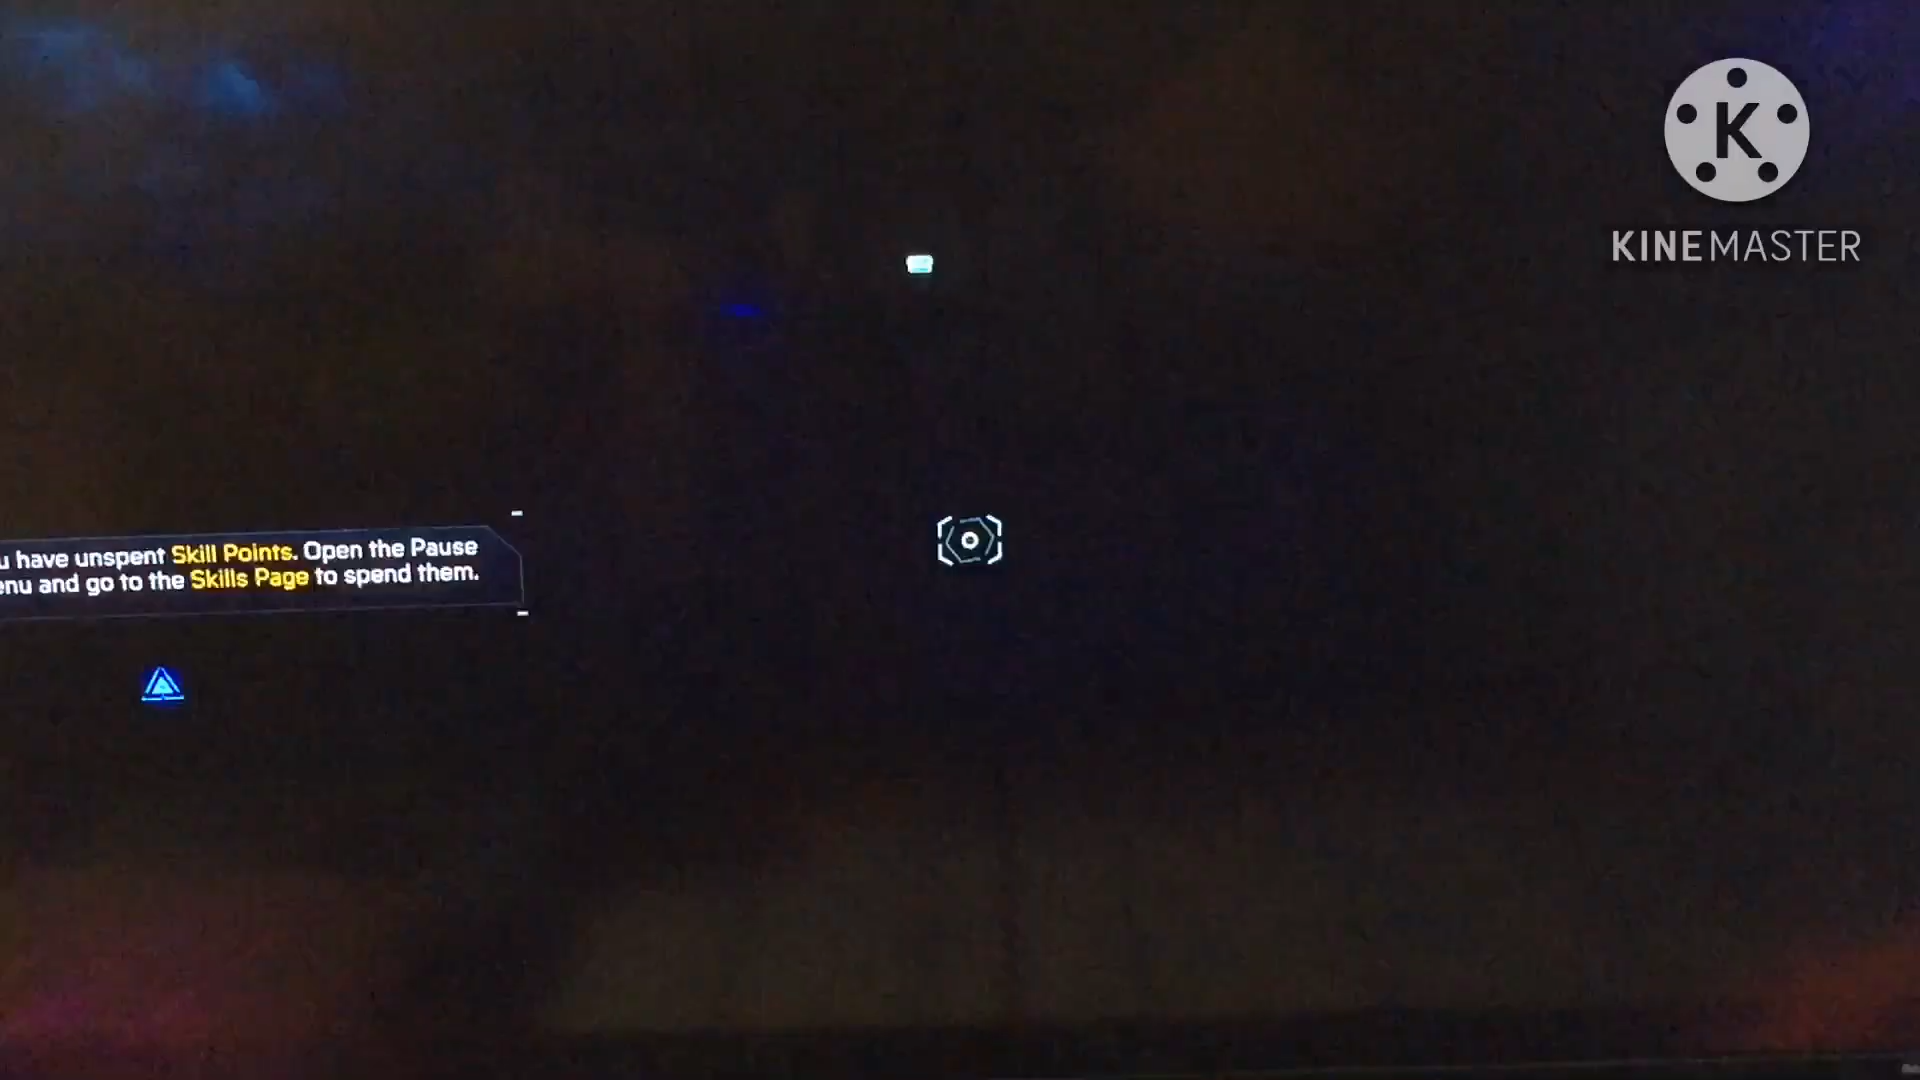 K
KINEMASTER
u have unspent Skill Points. Open the Pause
enu and go to the Skills Page to spend them.